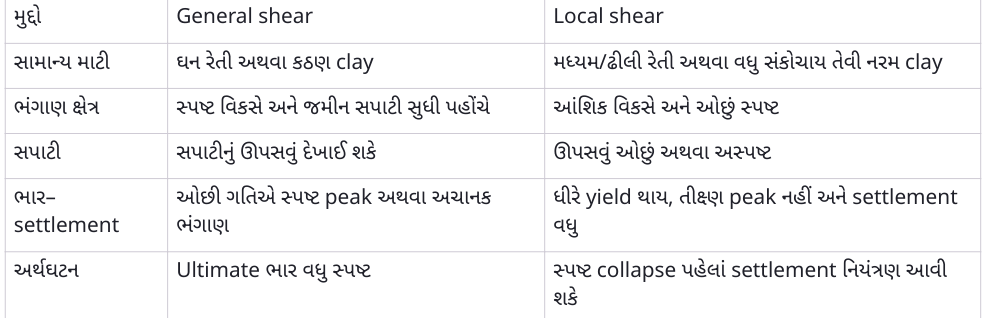 મુદ્દો General shear Local shear
સામાન્ય માટી ઘન રેતી અથવા કઠણ clay મધ્યમ/ઢીલી રેતી અથવા વધુ સંકોચાય તેવી નરમ clay
ભંગાણ ક્ષેત્ર સ્પષ્ટ વિકસે અને જમીન સપાટી સુધી પહોંચે આંશિક વિકસે અને ઓછું સ્પષ્ટ
સપાટી સપાટીનું ઊપસવું દેખાઈ શકે ઊપસવું ઓછું અથવા અસ્પષ્ટ
ભાર– ઓછી ગતિએ સ્પષ્ટ peak અથવા અચાનક ધીરે yield થાય, તીક્ષ્ણ peak નહીં અને settlement
settlement ભંગાણ વધુ
અર્થઘટન Ultimate ભાર વધુ સ્પષ્ટ સ્પષ્ટ collapse પહેલાં settlement નિયંત્રણ આવી
શકે